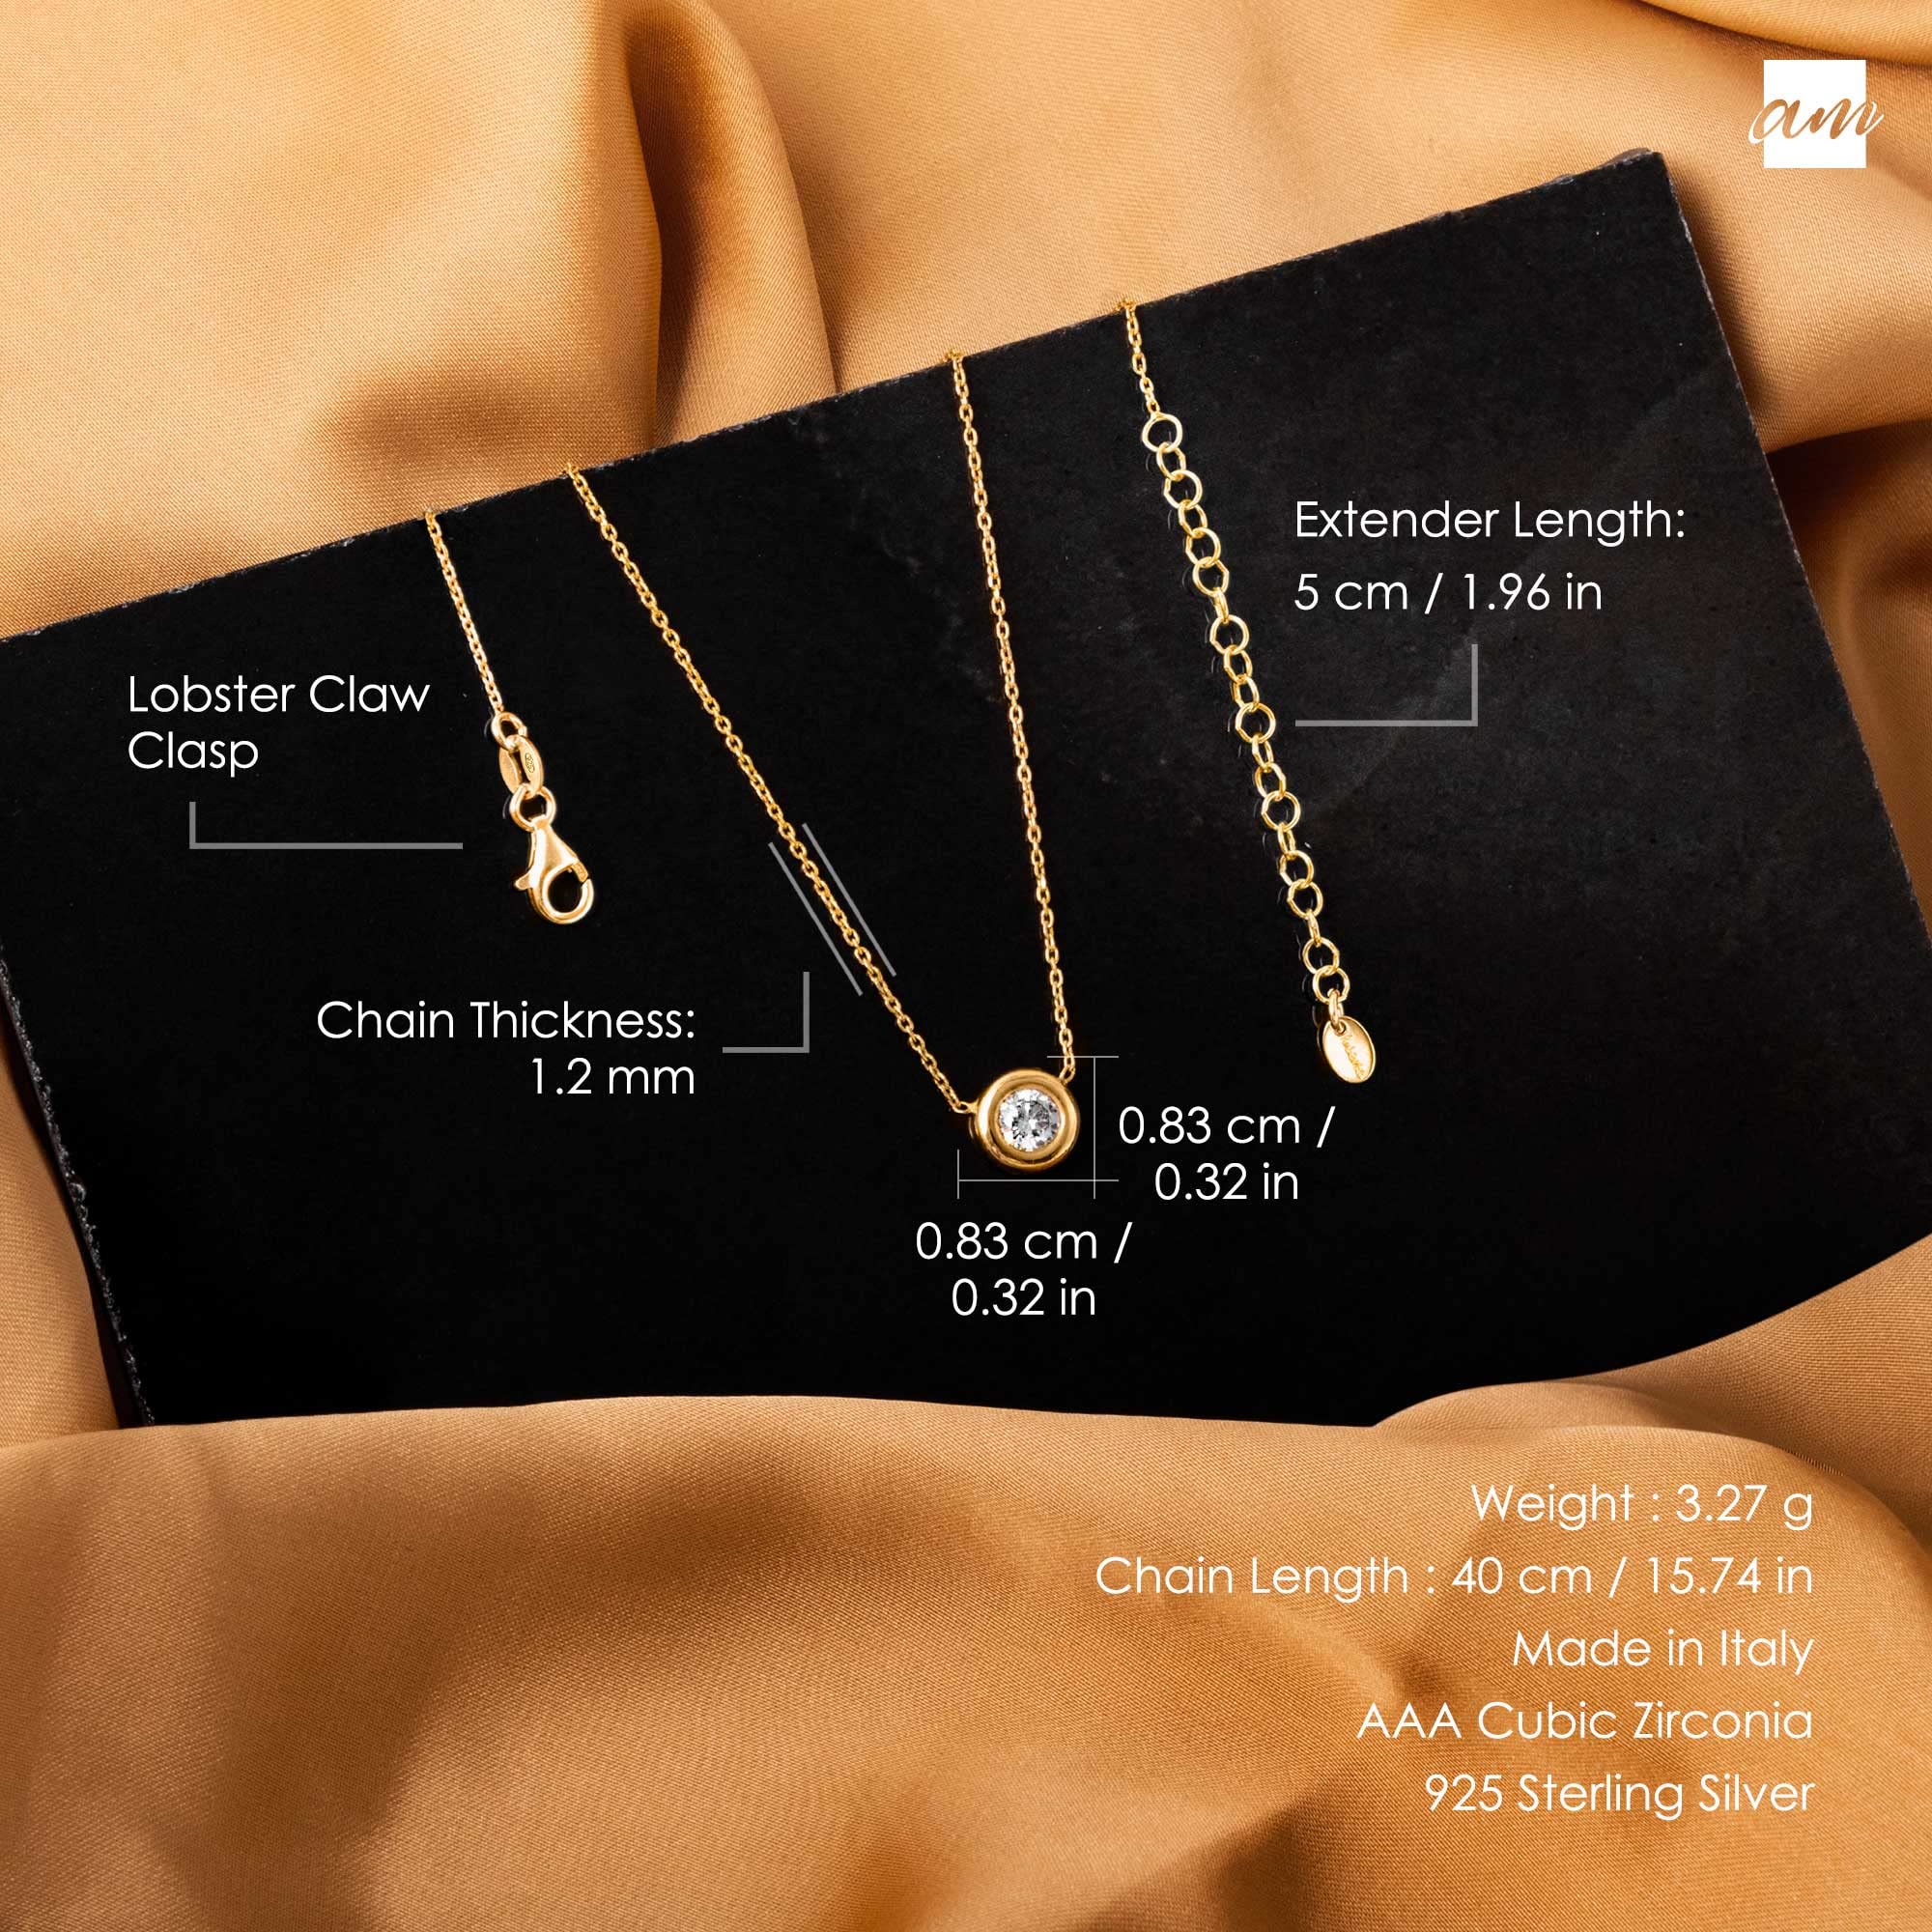 am
Extender Length:
5 cm / 1.96 in
Lobster Claw
Clasp
Chain Thickness:
1.2 mm
0.83 cm /
0.32 in
0.83 cm /
0.32 in
Weight : 3.27 g
Chain Length : 40 cm / 15.74 in
Made in Italy
AAA Cubic Zirconia
925 Sterling Silver